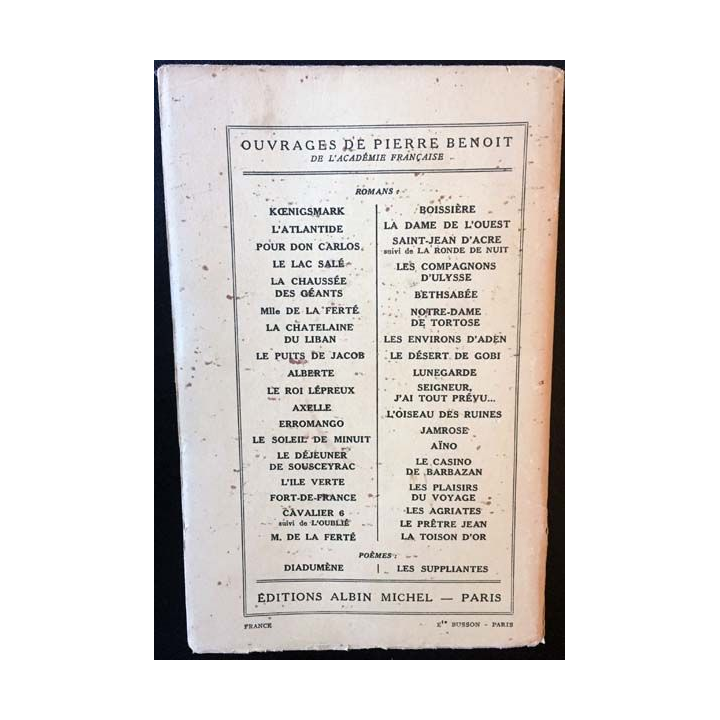 OUVRAGES DE PIERRE BENOIT
DE L'ACADÉMIE FRANÇAISE
ROMANS :
KŒNIGSMARK
L'ATLANTIDE
POUR DON CARLOS
LE LAC SALÉ
LA CHAUSSÉE
DES GÉANTS
Mlle DE LA FERTÉ
LA CHATELAINE
DU LIBAN
LE PUITS DE JACOB
ALBERTE
LE ROI LÉPREUX
AXELLE
ERROMANGO
LE SOLEIL DE MINUIT
LE DÉJEUNER
DE SOUSCEYRAC
L'ILE VERTE
FORT-DE-FRANCE
CAVALIER 6
suivi de L'OUBLIÉ
M. DE LA FERTÉ
BOISSIÈRE
LA DAME DE L'OUEST
SAINT-JEAN D'ACRE
suivi de LA RONDE DE NUIT
LES COMPAGNONS
D'ULYSSE
BETHSABÉE
NOTRE-DAME
DE TORTOSE
LES ENVIRONS D'ADEN
LE DÉSERT DE GOBI
LUNEGARDE
SEIGNEUR,
J'AI TOUT PRÉVU...
L'OISEAU DES RUINES
JAMROSE
AÏNO
LE CASINO
DE BARBAZAN
LES PLAISIRS
DU VOYAGE
LES AGRIATES
LE PRÊTRE JEAN
LA TOISON D'OR
POÈMES :
DIADUMÈNE | LES SUPPLIANTES
ÉDITIONS ALBIN MICHEL — PARIS
FRANCE
Ets BUSSON - PARIS